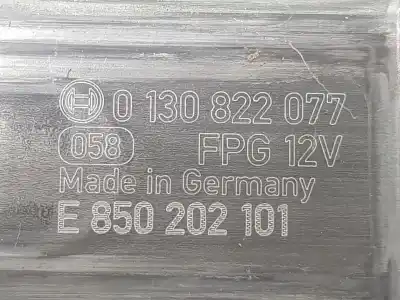 0 130 822 077
058 FPG 12V
Made in Germany
E 850 202 101